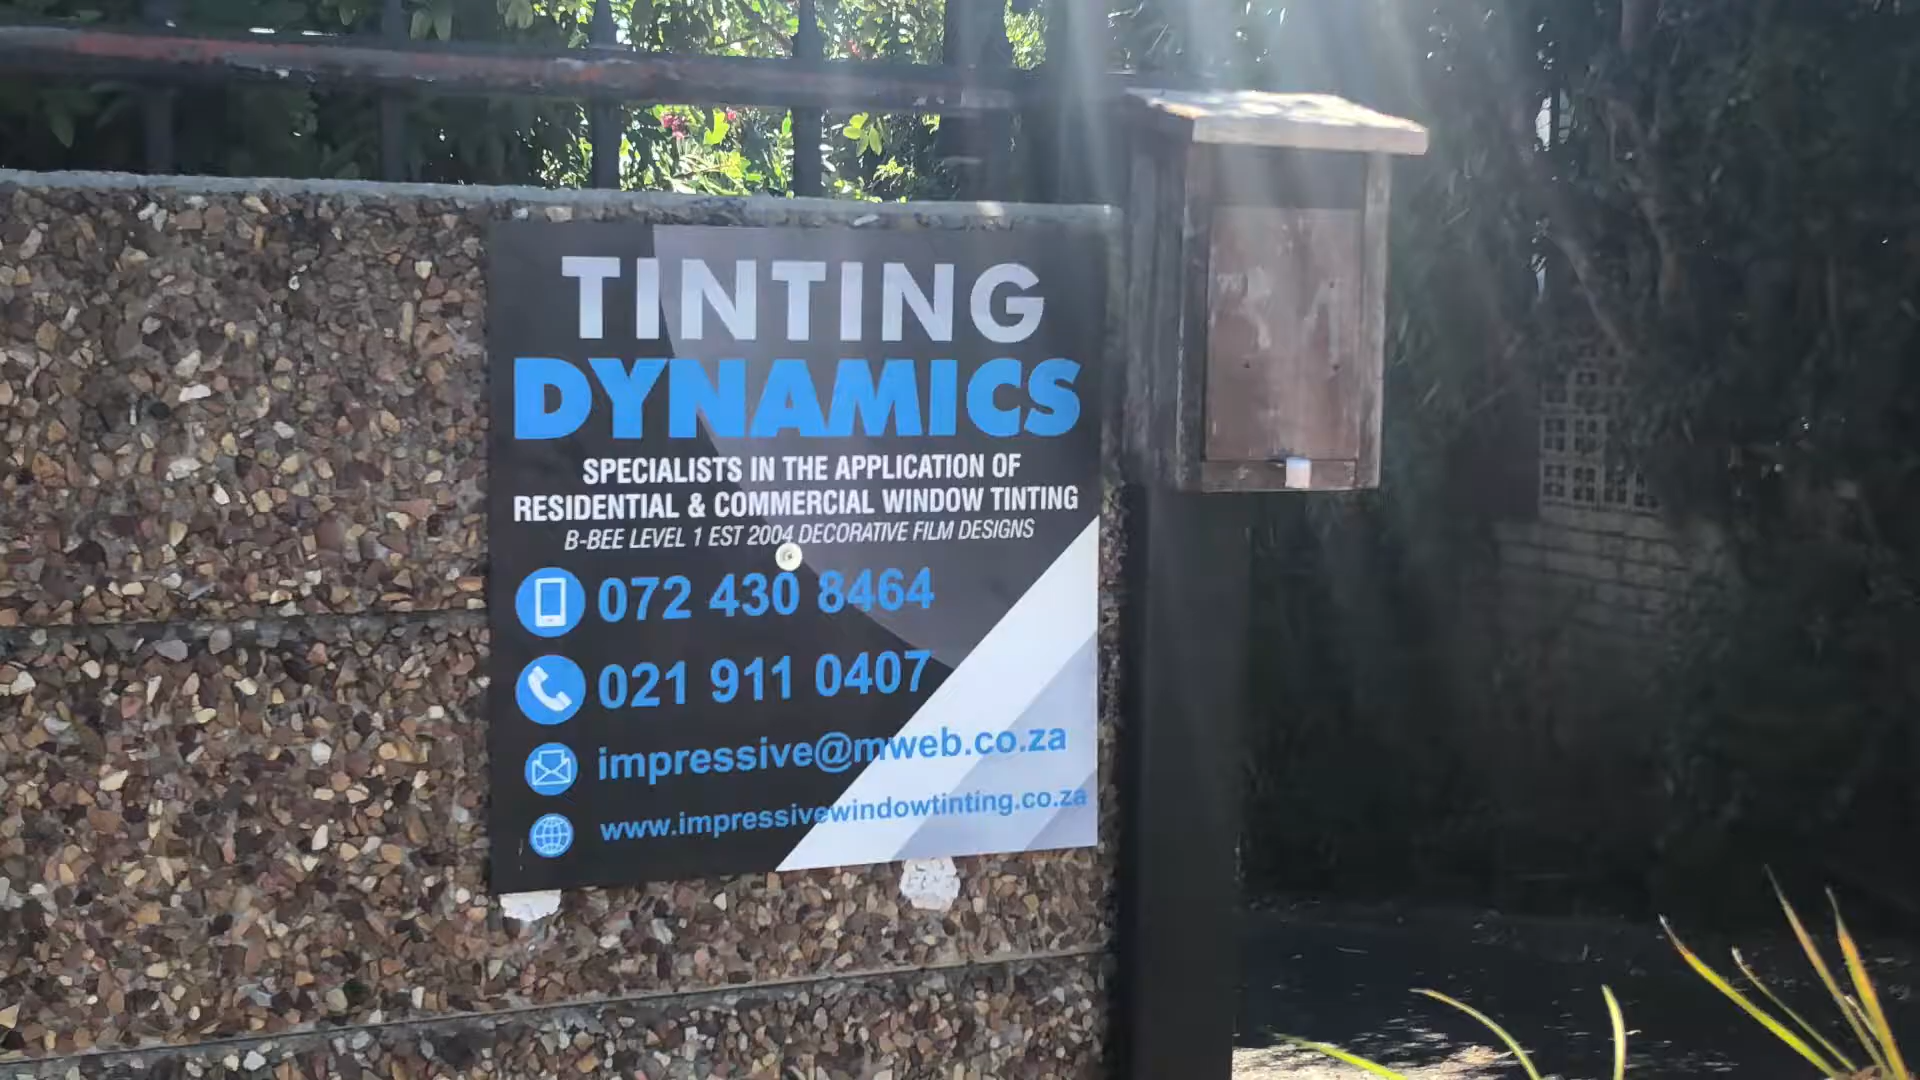 TINTING
DYNAMICS
SPECIALISTS IN THE APPLICATION OF
RESIDENTIAL & COMMERCIAL WINDOW TINTING
B-BEE LEVEL 1 EST 2004 DECORATIVE FILM DESIGNS
072 430 8464
021 911 0407
impressive@mweb.co.za
www.impressivewindowtinting.co.za